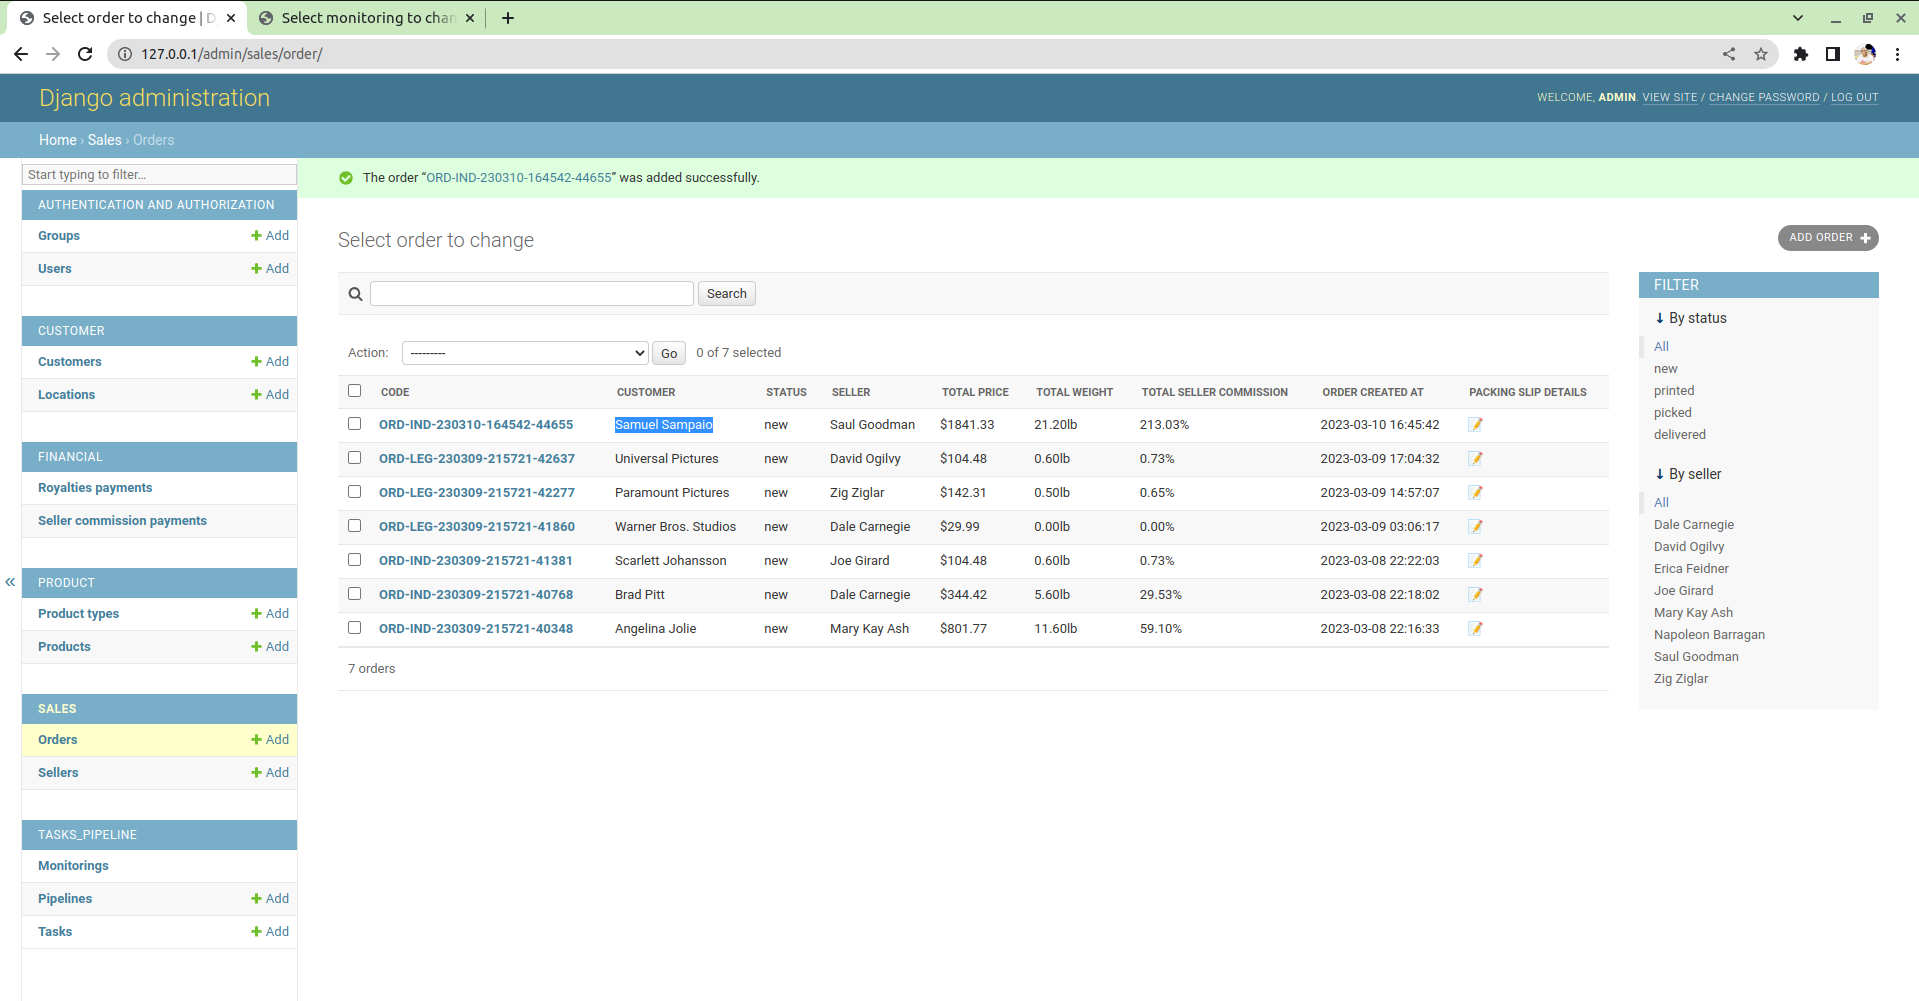 Select order to change | D
Select monitoring to chan
127.0.0.1/admin/sales/order/
Django administration
WELCOME, ADMIN. VIEW SITE / CHANGE PASSWORD / LOG OUT
Home › Sales › Orders
Start typing to filter...
The order “ORD-IND-230310-164542-44655” was added successfully.
AUTHENTICATION AND AUTHORIZATION
Groups Add
Users Add
CUSTOMER
Customers Add
Locations Add
FINANCIAL
Royalties payments
Seller commission payments
«
PRODUCT
Product types Add
Products Add
SALES
Orders Add
Sellers Add
TASKS_PIPELINE
Monitorings
Pipelines Add
Tasks Add
Select order to change
ADD ORDER
Search
Action: --------- Go 0 of 7 selected
CODE CUSTOMER STATUS SELLER TOTAL PRICE TOTAL WEIGHT TOTAL SELLER COMMISSION ORDER CREATED AT PACKING SLIP DETAILS
ORD-IND-230310-164542-44655 Samuel Sampaio new Saul Goodman $1841.33 21.20lb 213.03% 2023-03-10 16:45:42
ORD-LEG-230309-215721-42637 Universal Pictures new David Ogilvy $104.48 0.60lb 0.73% 2023-03-09 17:04:32
ORD-LEG-230309-215721-42277 Paramount Pictures new Zig Ziglar $142.31 0.50lb 0.65% 2023-03-09 14:57:07
ORD-LEG-230309-215721-41860 Warner Bros. Studios new Dale Carnegie $29.99 0.00lb 0.00% 2023-03-09 03:06:17
ORD-IND-230309-215721-41381 Scarlett Johansson new Joe Girard $104.48 0.60lb 0.73% 2023-03-08 22:22:03
ORD-IND-230309-215721-40768 Brad Pitt new Dale Carnegie $344.42 5.60lb 29.53% 2023-03-08 22:18:02
ORD-IND-230309-215721-40348 Angelina Jolie new Mary Kay Ash $801.77 11.60lb 59.10% 2023-03-08 22:16:33
7 orders
FILTER
↓ By status
All
new
printed
picked
delivered
↓ By seller
All
Dale Carnegie
David Ogilvy
Erica Feidner
Joe Girard
Mary Kay Ash
Napoleon Barragan
Saul Goodman
Zig Ziglar